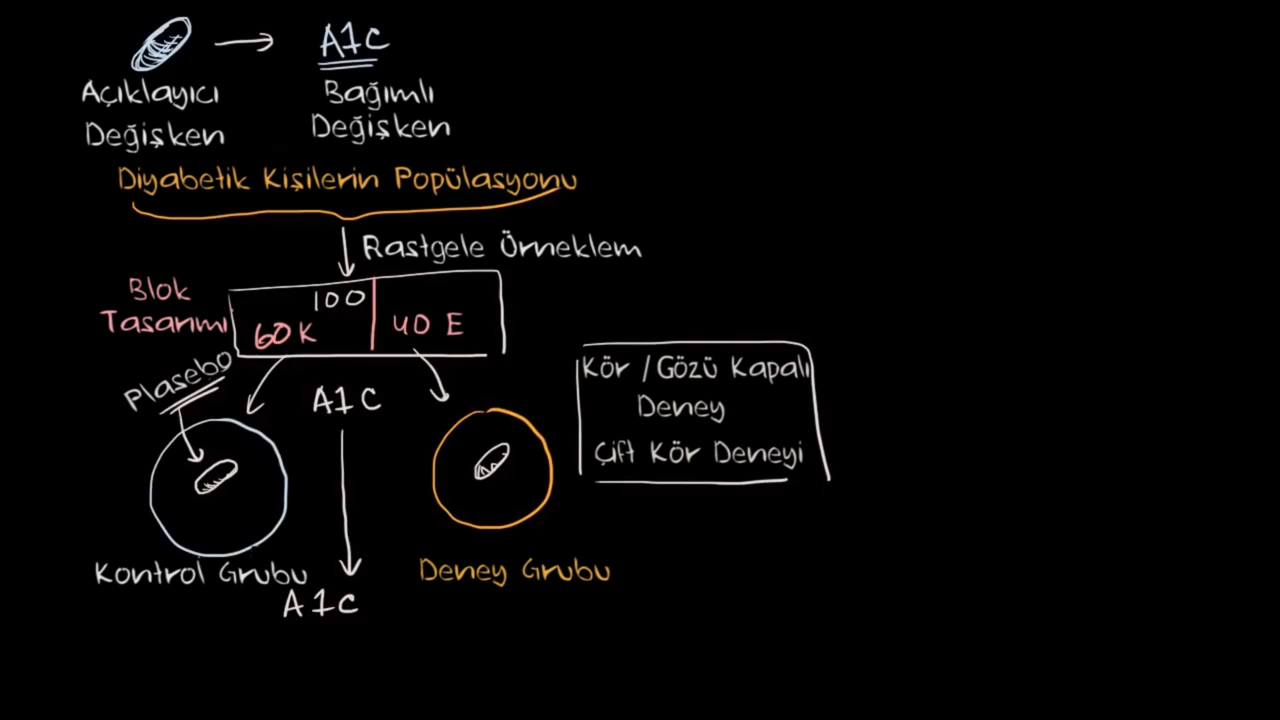 A1C
Açıklayıcı
Değişken
Bağımlı
Değişken
Diyabetik Kişilerin Popülasyonu
Rastgele Örneklem
Blok
Tasarımı
100
60K
40 E
Plasebo
A1C
Kör / Gözü Kapalı
Deney
Çift Kör Deneyi
Kontrol Grubu
Deney Grubu
A1C